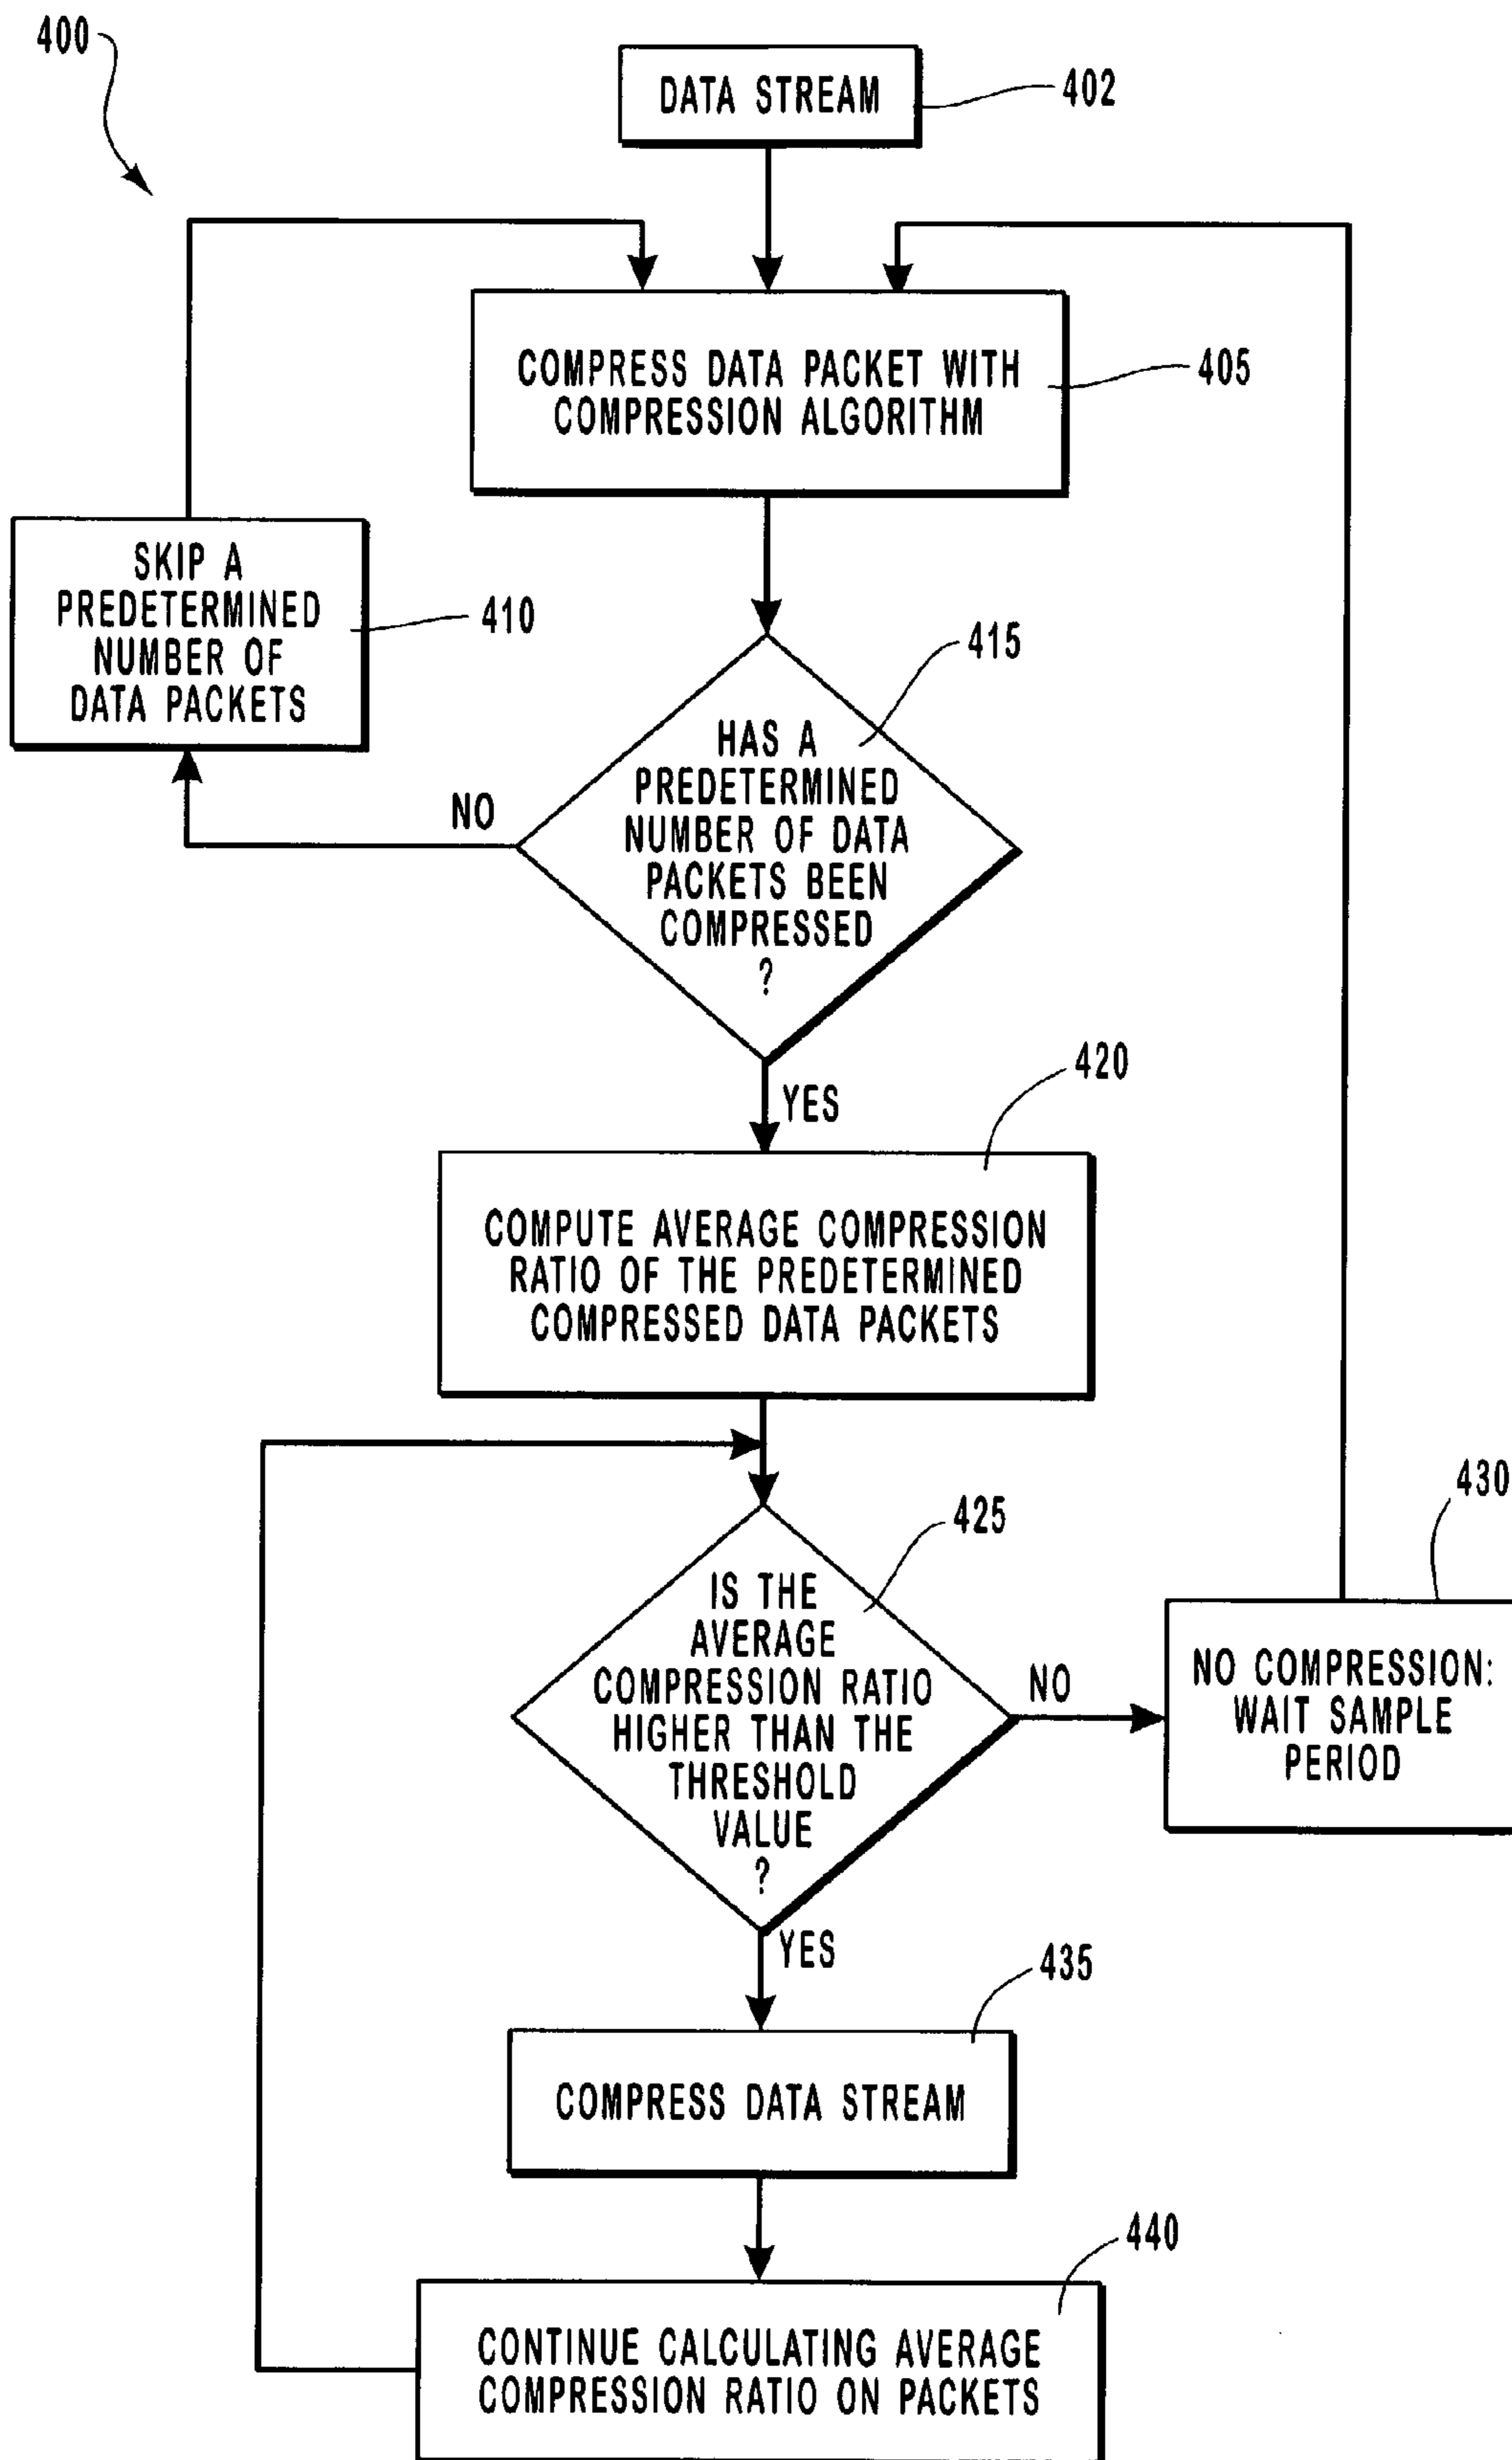 400
DATA STREAM
402
COMPRESS DATA PACKET WITH
COMPRESSION ALGORITHM
405
SKIP A
PREDETERMINED
NUMBER OF
DATA PACKETS
410
415
HAS A
PREDETERMINED
NUMBER OF DATA
PACKETS BEEN
COMPRESSED
?
NO
YES
420
COMPUTE AVERAGE COMPRESSION
RATIO OF THE PREDETERMINED
COMPRESSED DATA PACKETS
425
IS THE
AVERAGE
COMPRESSION RATIO
HIGHER THAN THE
THRESHOLD
VALUE
?
NO
430
NO COMPRESSION:
WAIT SAMPLE
PERIOD
YES
435
COMPRESS DATA STREAM
440
CONTINUE CALCULATING AVERAGE
COMPRESSION RATIO ON PACKETS